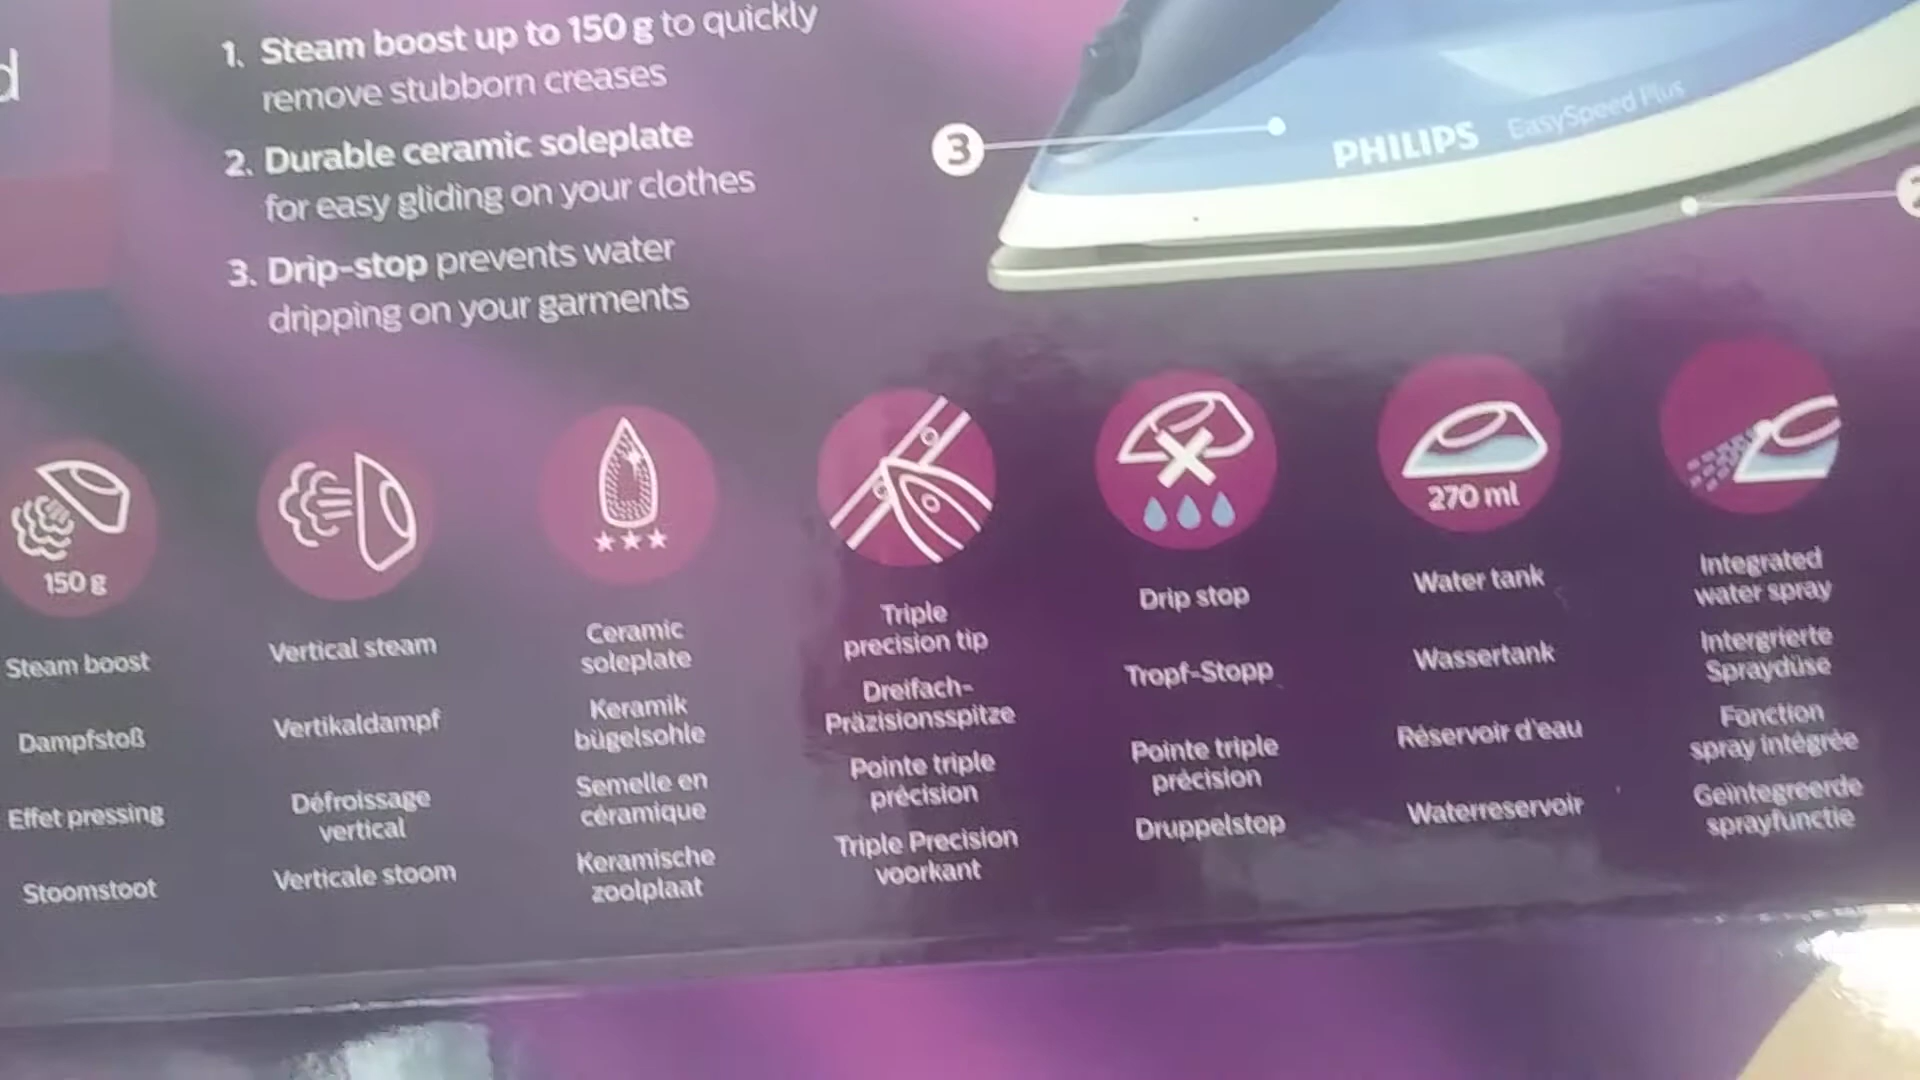 1. Steam boost up to 150 g to quickly
remove stubborn creases
2. Durable ceramic soleplate
for easy gliding on your clothes
3. Drip-stop prevents water
dripping on your garments
3
PHILIPS EasySpeed Plus
150 g
Steam boost
Dampfstoß
Effet pressing
Stoomstoot
Vertical steam
Vertikaldampf
Défroissage
vertical
Verticale stoom
Ceramic
soleplate
Keramik
bügelsohle
Semelle en
céramique
Keramische
zoolplaat
Triple
precision tip
Dreifach-
Präzisionsspitze
Pointe triple
précision
Triple Precision
voorkant
Drip stop
Tropf-Stopp
Pointe triple
précision
Druppelstop
270 ml
Water tank
Wassertank
Réservoir d'eau
Waterreservoir
Integrated
water spray
Intergrierte
Spraydüse
Fonction
spray intégrée
Geïntegreerde
sprayfunctie